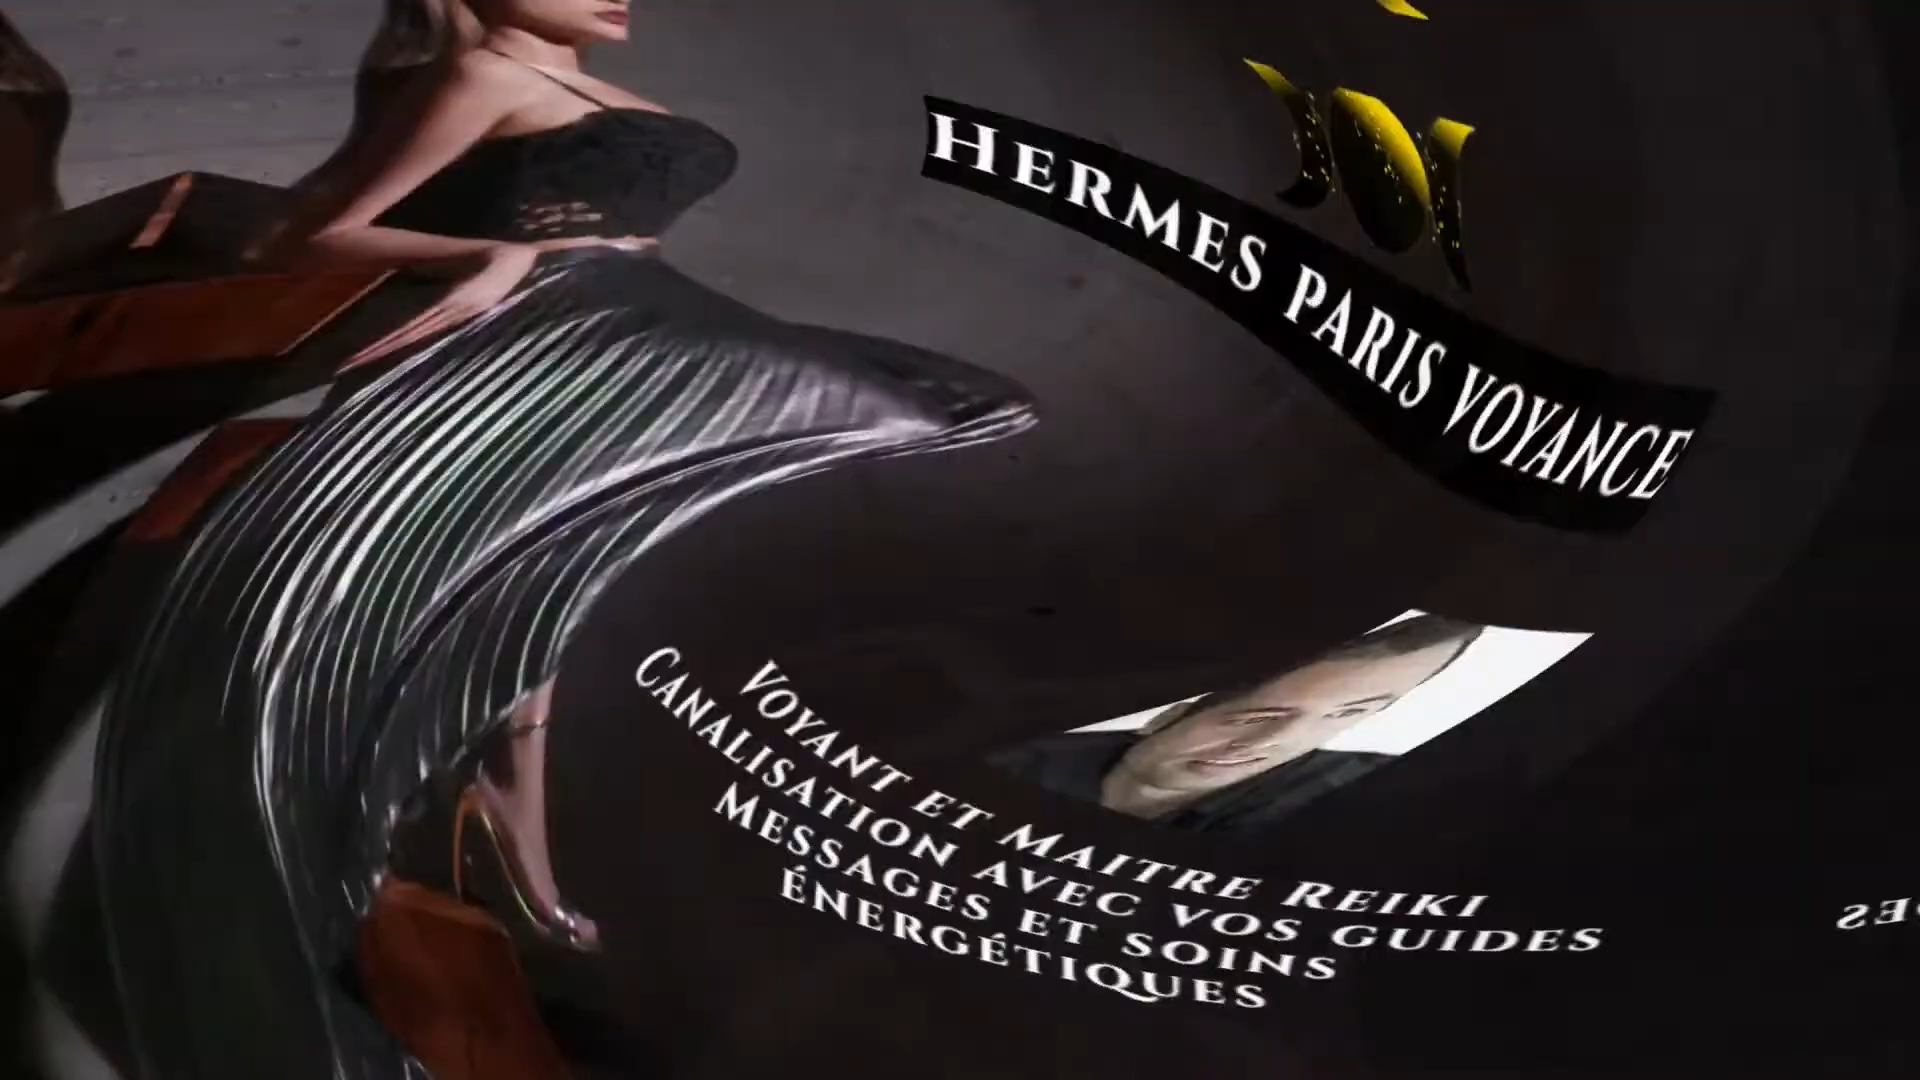 HERMES PARIS VOYANCE
VOYANT ET MAITRE REIKI
CANALISATION AVEC VOS GUIDES
MESSAGES ET SOINS
ÉNERGÉTIQUES